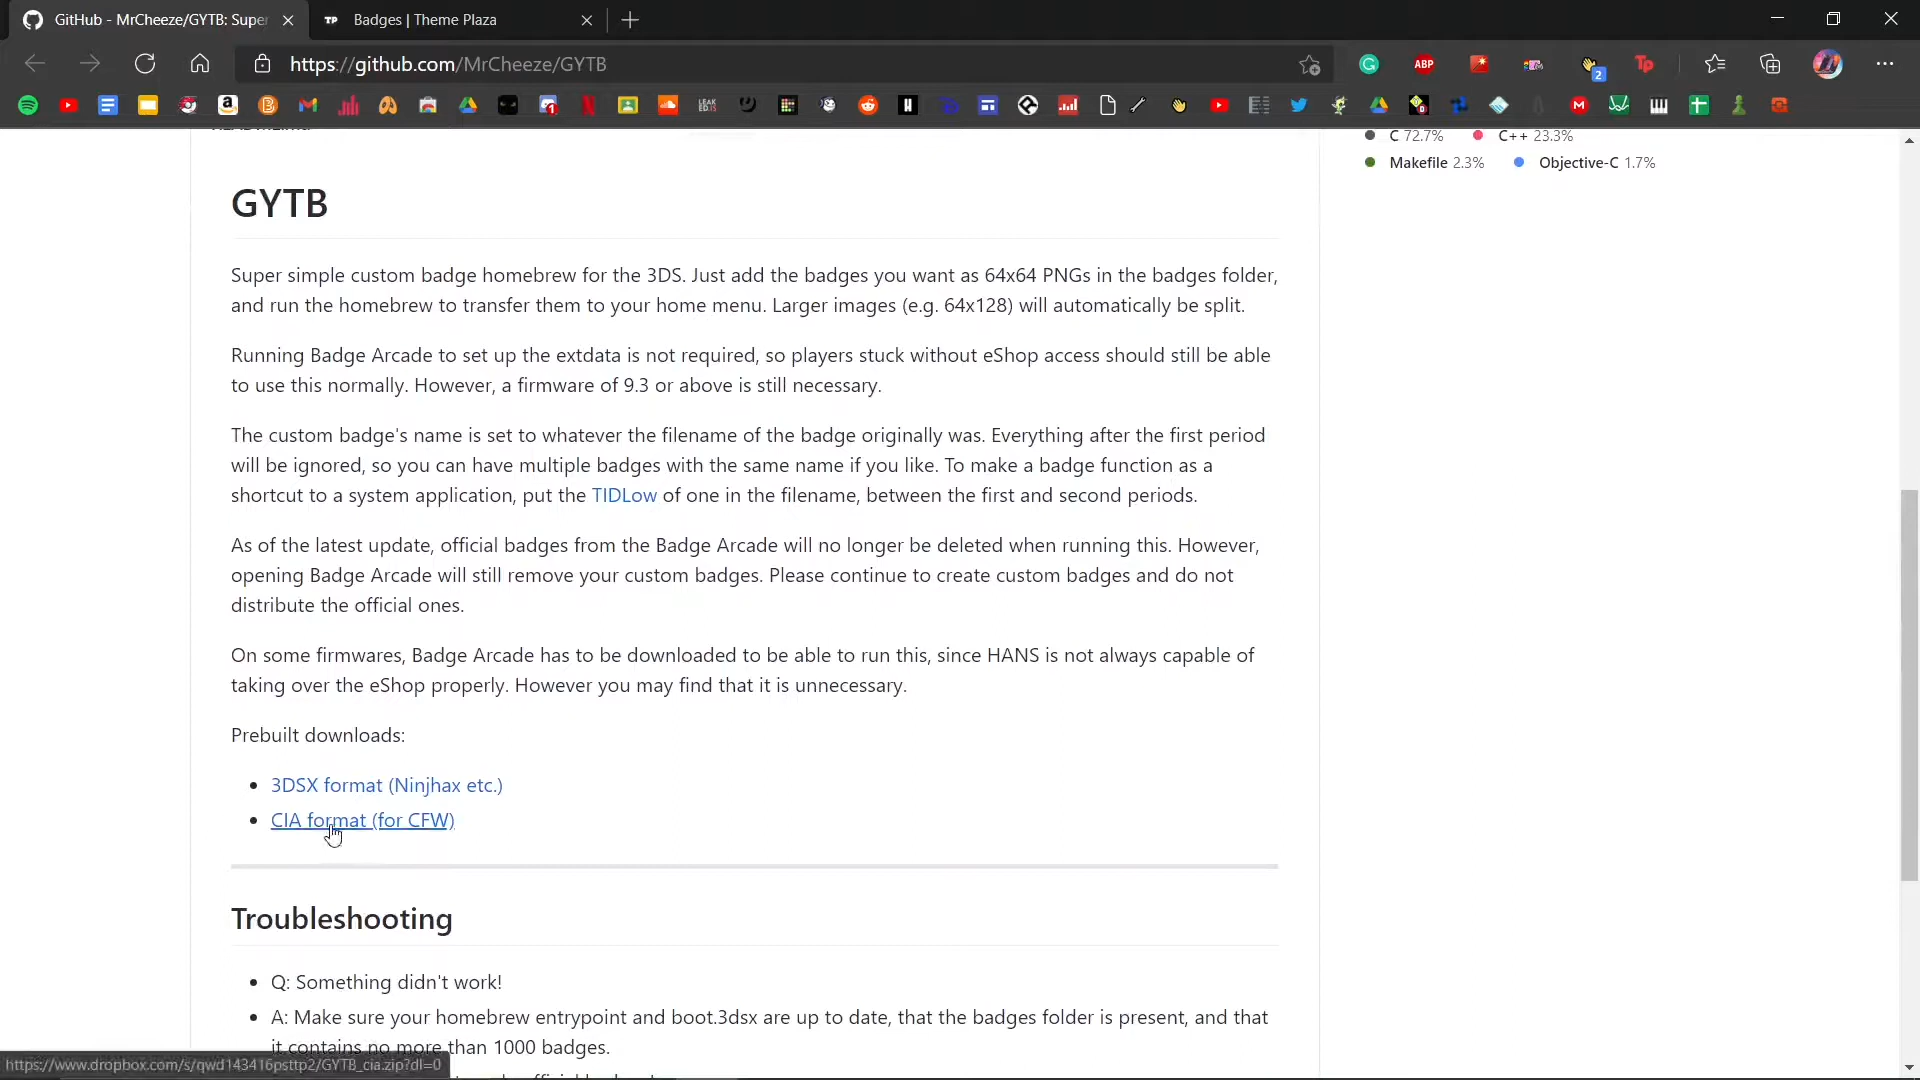 GitHub - MrCheeze/GYTB: Super
TP Badges | Theme Plaza
https://github.com/MrCheeze/GYTB
ABP
2
Tp
C 72.7%
C++ 23.3%
Makefile 2.3%
Objective-C 1.7%
GYTB
Super simple custom badge homebrew for the 3DS. Just add the badges you want as 64x64 PNGs in the badges folder,
and run the homebrew to transfer them to your home menu. Larger images (e.g. 64x128) will automatically be split.
Running Badge Arcade to set up the extdata is not required, so players stuck without eShop access should still be able
to use this normally. However, a firmware of 9.3 or above is still necessary.
The custom badge's name is set to whatever the filename of the badge originally was. Everything after the first period
will be ignored, so you can have multiple badges with the same name if you like. To make a badge function as a
shortcut to a system application, put the TIDLow of one in the filename, between the first and second periods.
As of the latest update, official badges from the Badge Arcade will no longer be deleted when running this. However,
opening Badge Arcade will still remove your custom badges. Please continue to create custom badges and do not
distribute the official ones.
On some firmwares, Badge Arcade has to be downloaded to be able to run this, since HANS is not always capable of
taking over the eShop properly. However you may find that it is unnecessary.
Prebuilt downloads:
3DSX format (Ninjhax etc.)
CIA format (for CFW)
Troubleshooting
Q: Something didn't work!
A: Make sure your homebrew entrypoint and boot.3dsx are up to date, that the badges folder is present, and that
it contains no more than 1000 badges.
https://www.dropbox.com/s/qwd143416psttp2/GYTB_cia.zip?dl=0